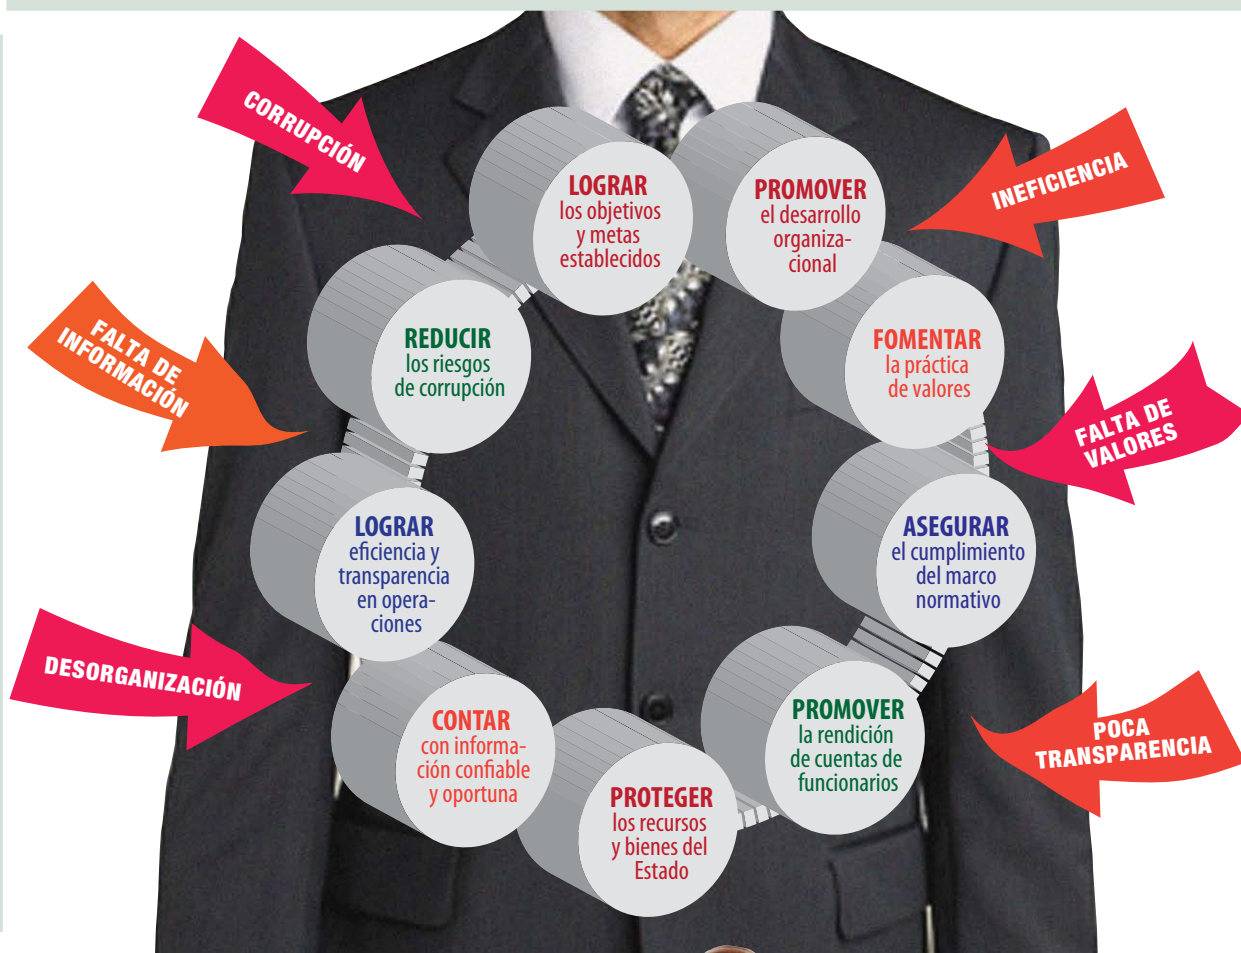 CORRUPCIÓN
LOGRAR
los objetivos
y metas
establecidos
PROMOVER
el desarrollo
organiza-
cional
INEFICIENCIA
REDUCIR
los riesgos
de corrupción
FOMENTAR
la práctica
de valores
FALTA DE
INFORMACIÓN
FALTA DE
VALORES
LOGRAR
eficiencia y
transparencia
en opera-
ciones
ASEGURAR
el cumplimiento
del marco
normativo
DESORGANIZACIÓN
CONTAR
con informa-
ción confiable
y oportuna
PROTEGER
los recursos
y bienes del
Estado
PROMOVER
la rendición
de cuentas de
funcionarios
POCA
TRANSPARENCIA